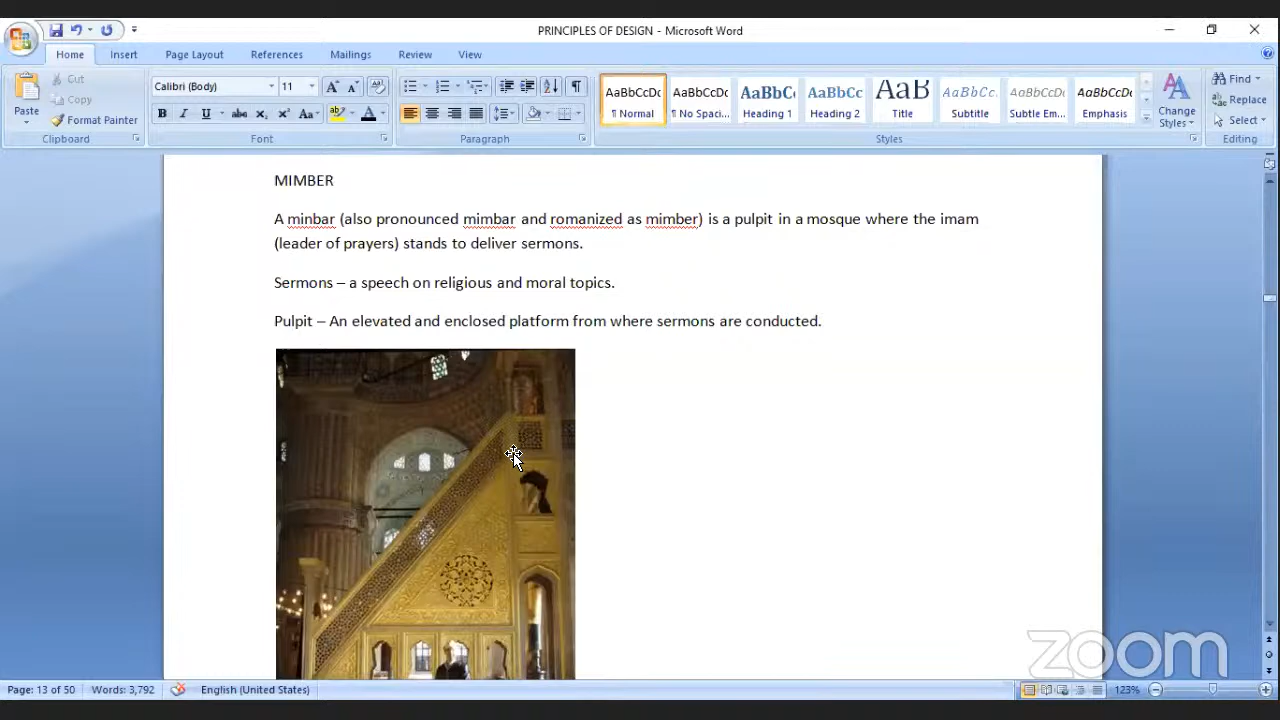 PRINCIPLES OF DESIGN - Microsoft Word
Home Insert Page Layout References Mailings Review View
Paste
Cut
Copy
Format Painter
Clipboard
Calibri (Body) 11
Font
Paragraph
AaBbCcDc AaBbCcDc AaBbCc AaBbCc AaB AaBbCc. AaBbCcDc AaBbCcDc
¶ Normal ¶ No Spaci... Heading 1 Heading 2 Title Subtitle Subtle Em... Emphasis
Change
Styles
Styles
Find
Replace
Select
Editing
MIMBER
A minbar (also pronounced mimbar and romanized as mimber) is a pulpit in a mosque where the imam
(leader of prayers) stands to deliver sermons.
Sermons – a speech on religious and moral topics.
Pulpit – An elevated and enclosed platform from where sermons are conducted.
zoom
Page: 13 of 50 Words: 3,792 English (United States) 123%